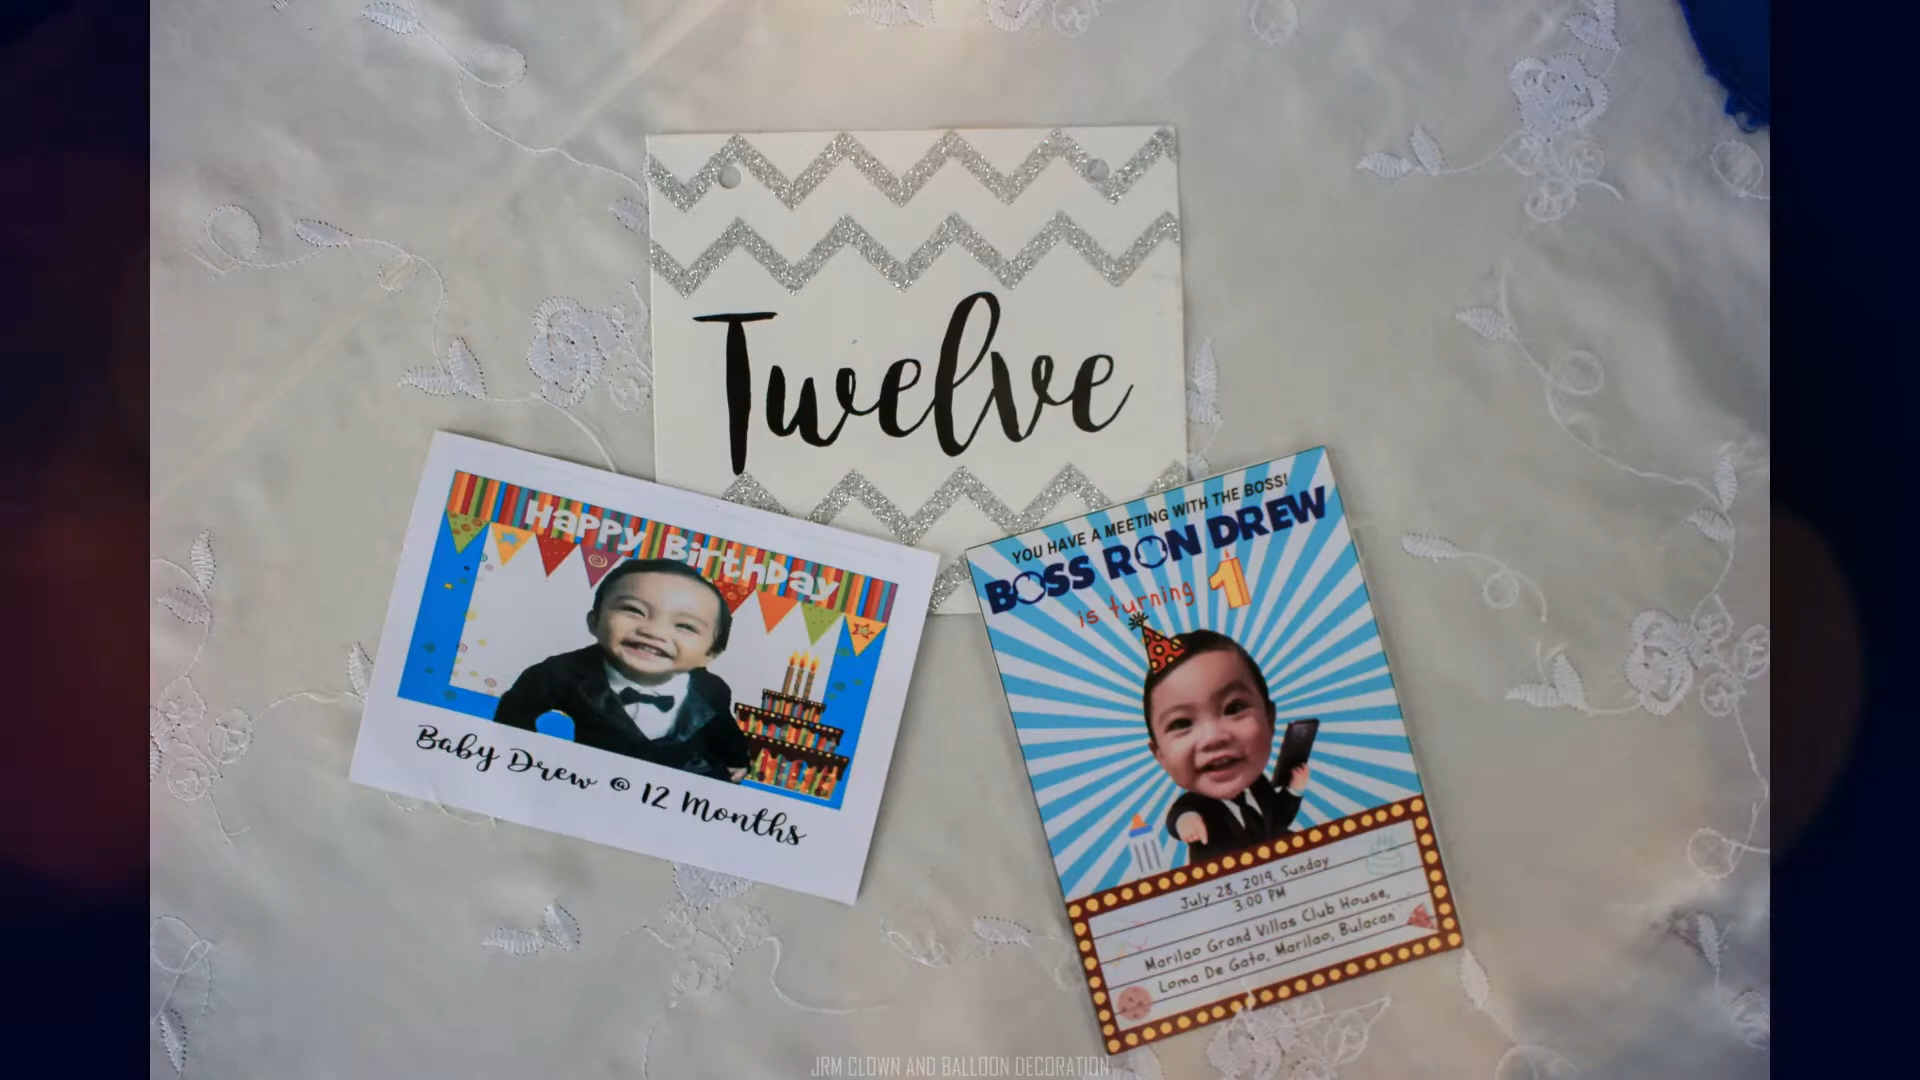 Twelve
Happy Birthday
Baby Drew @ 12 Months
YOU HAVE A MEETING WITH THE BOSS!
BOSS RON DREW
is turning 1
July 28, 2019, Sunday
3:00 PM
Marilao Grand Villas Club House,
Loma De Gato, Marilao, Bulacan
JRM CLOWN AND BALLOON DECORATION